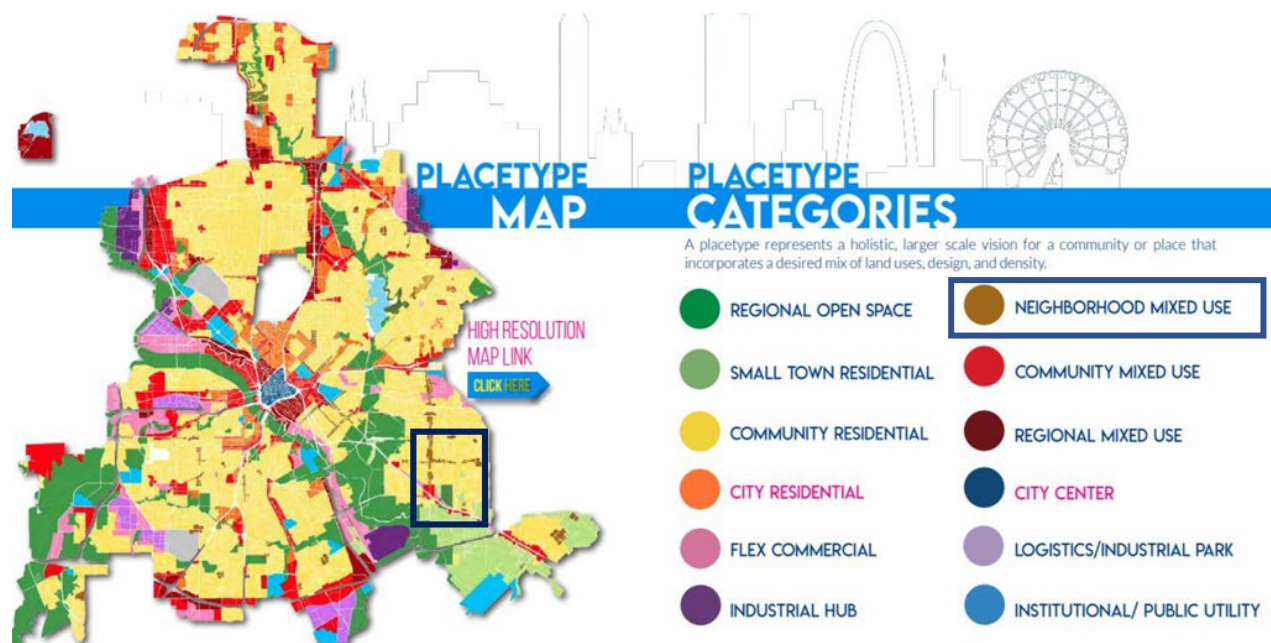 PLACETYPE
MAP
PLACETYPE
CATEGORIES
A placetype represents a holistic, larger scale vision for a community or place that
incorporates a desired mix of land uses, design, and density.
HIGH RESOLUTION
MAP LINK
CLICK HERE
REGIONAL OPEN SPACE
NEIGHBORHOOD MIXED USE
SMALL TOWN RESIDENTIAL
COMMUNITY MIXED USE
COMMUNITY RESIDENTIAL
REGIONAL MIXED USE
CITY RESIDENTIAL
CITY CENTER
FLEX COMMERCIAL
LOGISTICS/INDUSTRIAL PARK
INDUSTRIAL HUB
INSTITUTIONAL/ PUBLIC UTILITY